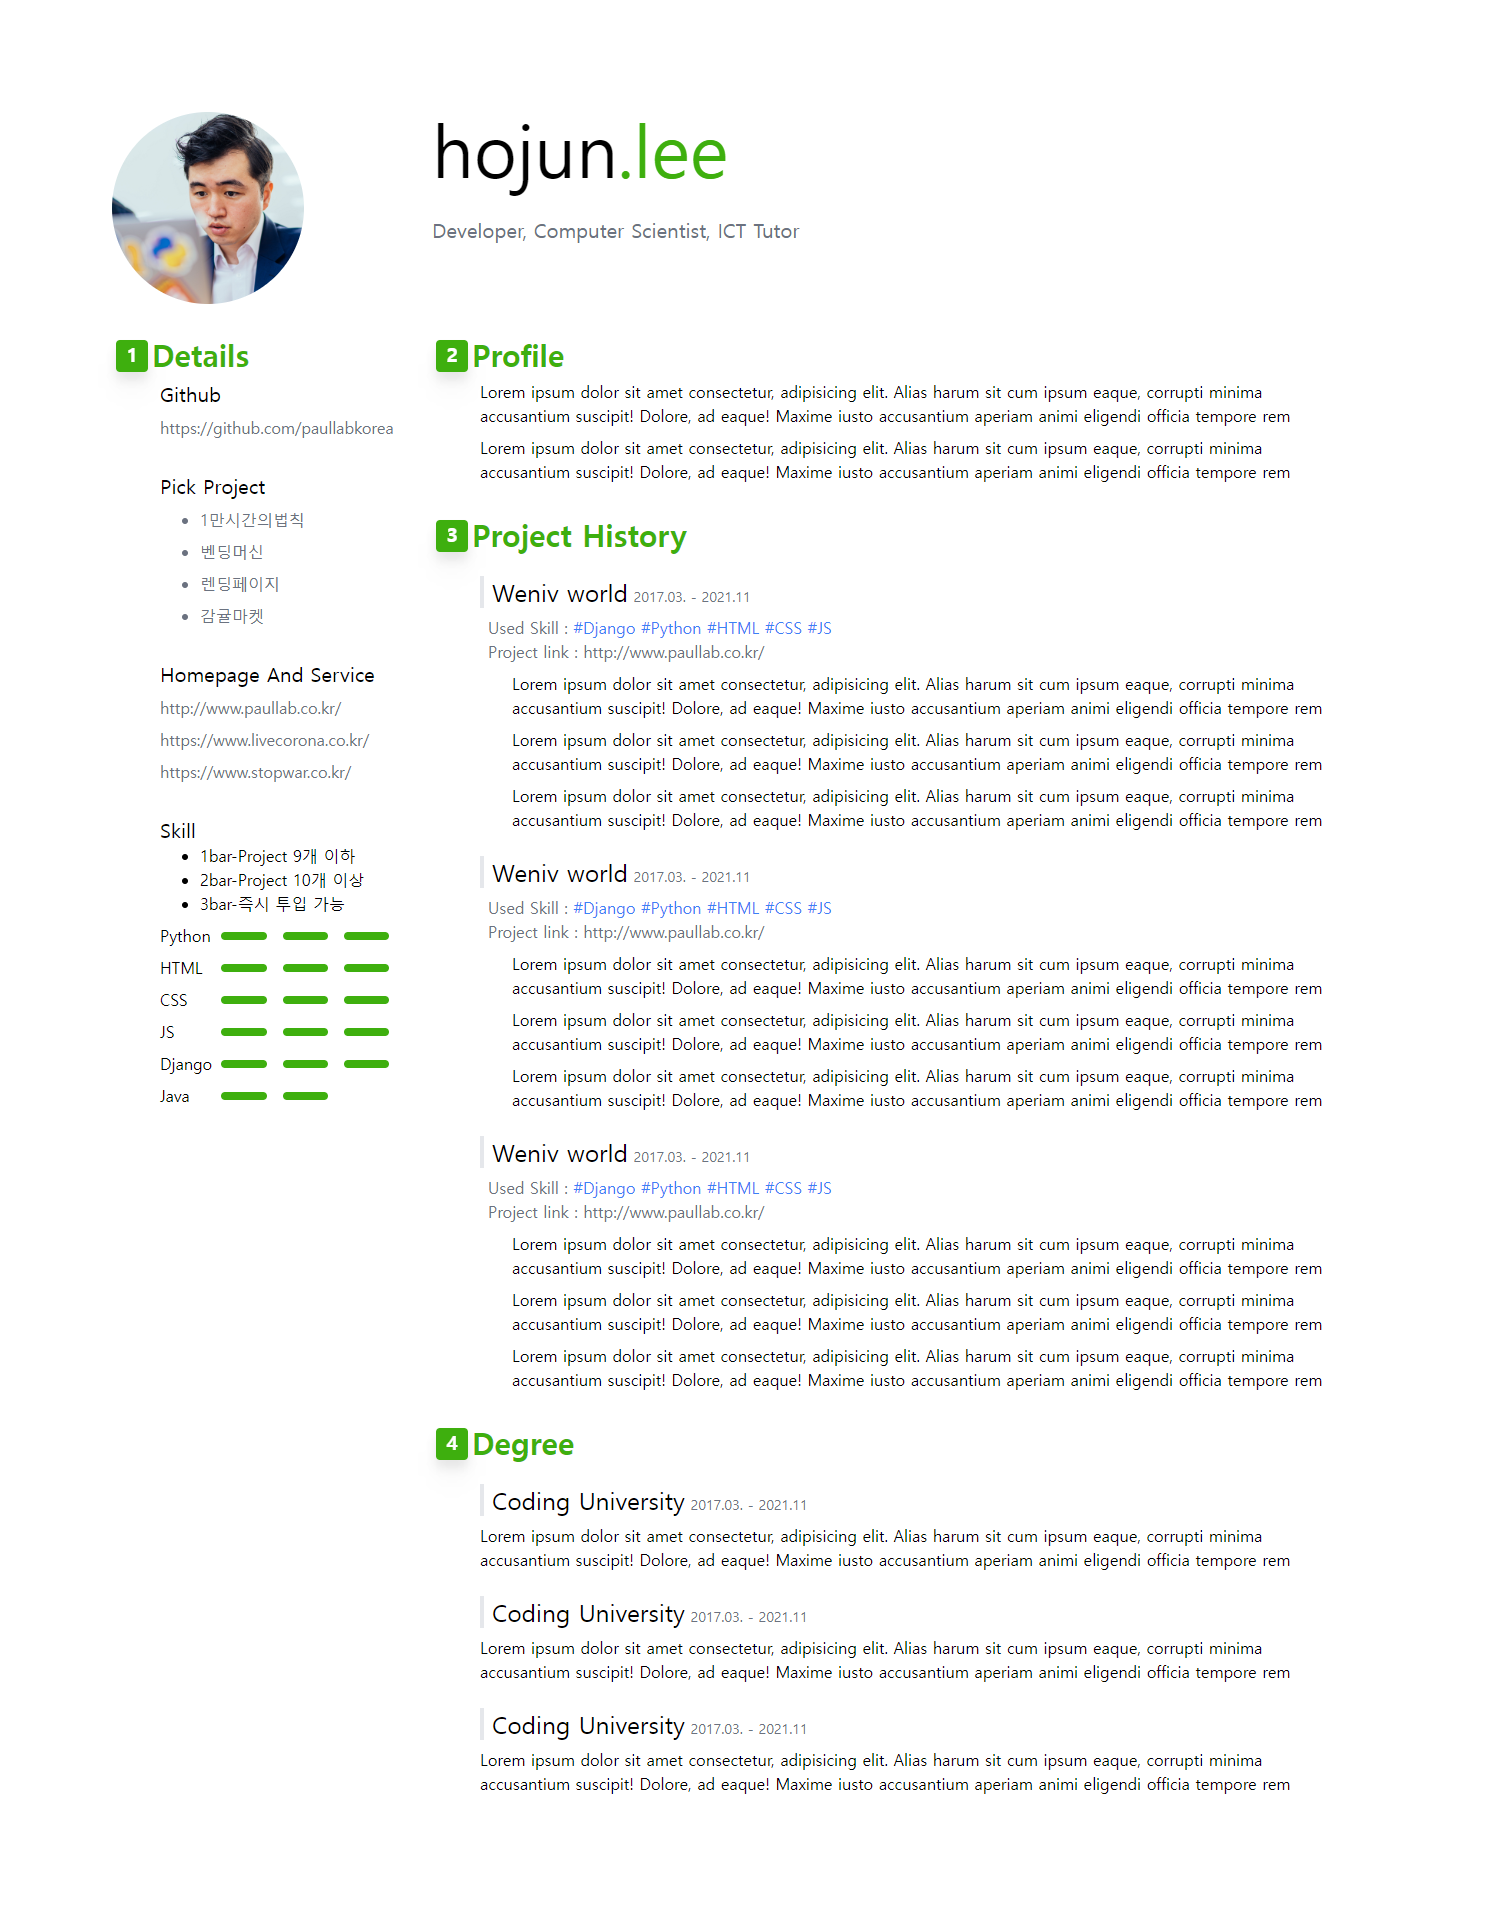 hojun.lee
Developer, Computer Scientist, ICT Tutor
1 Details
Github
https://github.com/paullabkorea
Pick Project
1만시간의법칙
벤딩머신
렌딩페이지
감귤마켓
Homepage And Service
http://www.paullab.co.kr/
https://www.livecorona.co.kr/
https://www.stopwar.co.kr/
Skill
1bar-Project 9개 이하
2bar-Project 10개 이상
3bar-즉시 투입 가능
Python
HTML
CSS
JS
Django
Java
2 Profile
Lorem ipsum dolor sit amet consectetur, adipisicing elit. Alias harum sit cum ipsum eaque, corrupti minima
accusantium suscipit! Dolore, ad eaque! Maxime iusto accusantium aperiam animi eligendi officia tempore rem
Lorem ipsum dolor sit amet consectetur, adipisicing elit. Alias harum sit cum ipsum eaque, corrupti minima
accusantium suscipit! Dolore, ad eaque! Maxime iusto accusantium aperiam animi eligendi officia tempore rem
3 Project History
Weniv world 2017.03. - 2021.11
Used Skill : #Django #Python #HTML #CSS #JS
Project link : http://www.paullab.co.kr/
Lorem ipsum dolor sit amet consectetur, adipisicing elit. Alias harum sit cum ipsum eaque, corrupti minima
accusantium suscipit! Dolore, ad eaque! Maxime iusto accusantium aperiam animi eligendi officia tempore rem
Lorem ipsum dolor sit amet consectetur, adipisicing elit. Alias harum sit cum ipsum eaque, corrupti minima
accusantium suscipit! Dolore, ad eaque! Maxime iusto accusantium aperiam animi eligendi officia tempore rem
Lorem ipsum dolor sit amet consectetur, adipisicing elit. Alias harum sit cum ipsum eaque, corrupti minima
accusantium suscipit! Dolore, ad eaque! Maxime iusto accusantium aperiam animi eligendi officia tempore rem
Weniv world 2017.03. - 2021.11
Used Skill : #Django #Python #HTML #CSS #JS
Project link : http://www.paullab.co.kr/
Lorem ipsum dolor sit amet consectetur, adipisicing elit. Alias harum sit cum ipsum eaque, corrupti minima
accusantium suscipit! Dolore, ad eaque! Maxime iusto accusantium aperiam animi eligendi officia tempore rem
Lorem ipsum dolor sit amet consectetur, adipisicing elit. Alias harum sit cum ipsum eaque, corrupti minima
accusantium suscipit! Dolore, ad eaque! Maxime iusto accusantium aperiam animi eligendi officia tempore rem
Lorem ipsum dolor sit amet consectetur, adipisicing elit. Alias harum sit cum ipsum eaque, corrupti minima
accusantium suscipit! Dolore, ad eaque! Maxime iusto accusantium aperiam animi eligendi officia tempore rem
Weniv world 2017.03. - 2021.11
Used Skill : #Django #Python #HTML #CSS #JS
Project link : http://www.paullab.co.kr/
Lorem ipsum dolor sit amet consectetur, adipisicing elit. Alias harum sit cum ipsum eaque, corrupti minima
accusantium suscipit! Dolore, ad eaque! Maxime iusto accusantium aperiam animi eligendi officia tempore rem
Lorem ipsum dolor sit amet consectetur, adipisicing elit. Alias harum sit cum ipsum eaque, corrupti minima
accusantium suscipit! Dolore, ad eaque! Maxime iusto accusantium aperiam animi eligendi officia tempore rem
Lorem ipsum dolor sit amet consectetur, adipisicing elit. Alias harum sit cum ipsum eaque, corrupti minima
accusantium suscipit! Dolore, ad eaque! Maxime iusto accusantium aperiam animi eligendi officia tempore rem
4 Degree
Coding University 2017.03. - 2021.11
Lorem ipsum dolor sit amet consectetur, adipisicing elit. Alias harum sit cum ipsum eaque, corrupti minima
accusantium suscipit! Dolore, ad eaque! Maxime iusto accusantium aperiam animi eligendi officia tempore rem
Coding University 2017.03. - 2021.11
Lorem ipsum dolor sit amet consectetur, adipisicing elit. Alias harum sit cum ipsum eaque, corrupti minima
accusantium suscipit! Dolore, ad eaque! Maxime iusto accusantium aperiam animi eligendi officia tempore rem
Coding University 2017.03. - 2021.11
Lorem ipsum dolor sit amet consectetur, adipisicing elit. Alias harum sit cum ipsum eaque, corrupti minima
accusantium suscipit! Dolore, ad eaque! Maxime iusto accusantium aperiam animi eligendi officia tempore rem